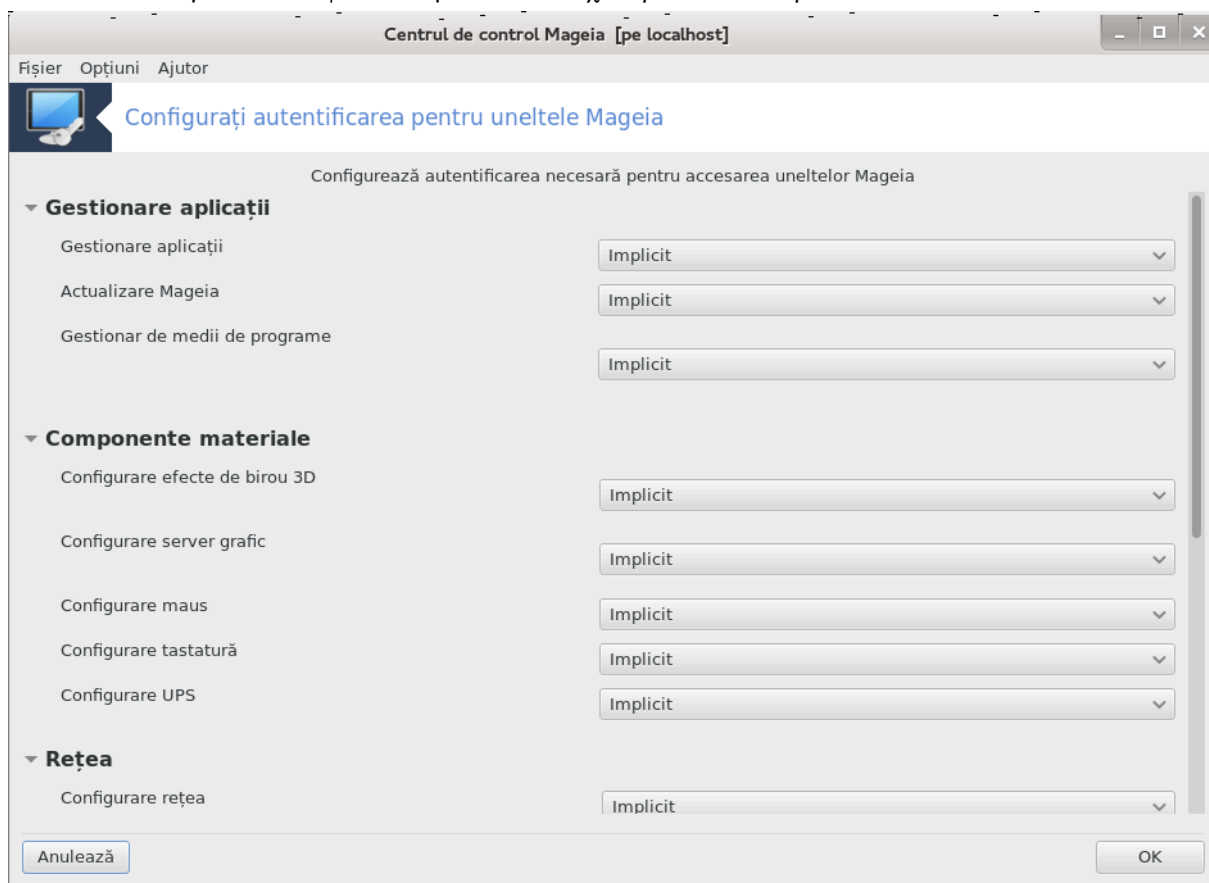 Centrul de control Mageia [pe localhost]
Fișier Opțiuni Ajutor
Configurați autentificarea pentru uneltele Mageia
Configurează autentificarea necesară pentru accesarea uneltelor Mageia
Gestionare aplicații
Gestionare aplicații Implicit
Actualizare Mageia Implicit
Gestionar de medii de programe Implicit
Componente materiale
Configurare efecte de birou 3D Implicit
Configurare server grafic Implicit
Configurare maus Implicit
Configurare tastatură Implicit
Configurare UPS Implicit
Rețea
Configurare rețea Implicit
Anulează OK